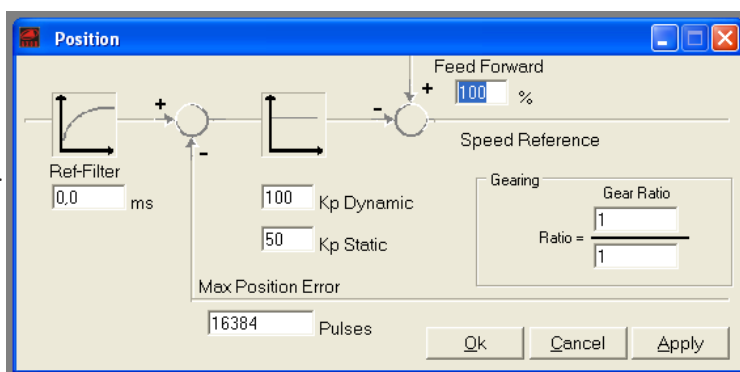 Position
Feed Forward
+
100 %
+
-
-
Speed Reference
Ref-Filter
0,0 ms
100 Kp Dynamic
50 Kp Static
Gearing
Gear Ratio
1
Ratio =
1
Max Position Error
16384 Pulses
Ok Cancel Apply